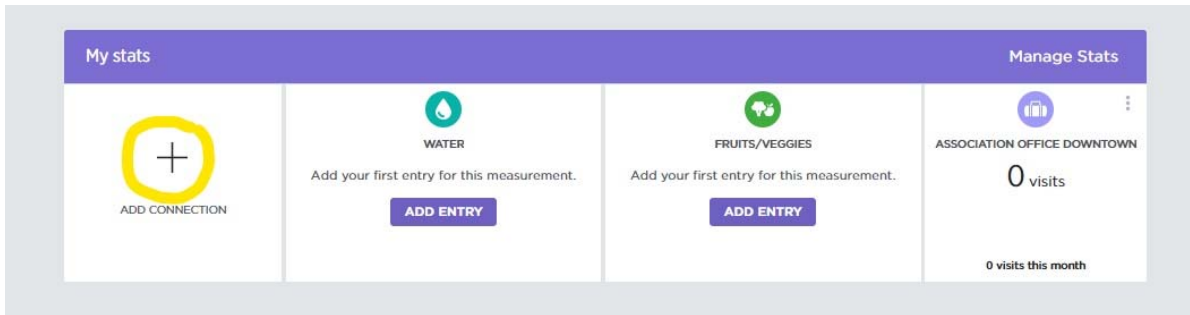 My stats
Manage Stats
ADD CONNECTION
WATER
Add your first entry for this measurement.
ADD ENTRY
FRUITS/VEGGIES
Add your first entry for this measurement.
ADD ENTRY
ASSOCIATION OFFICE DOWNTOWN
0 visits
0 visits this month